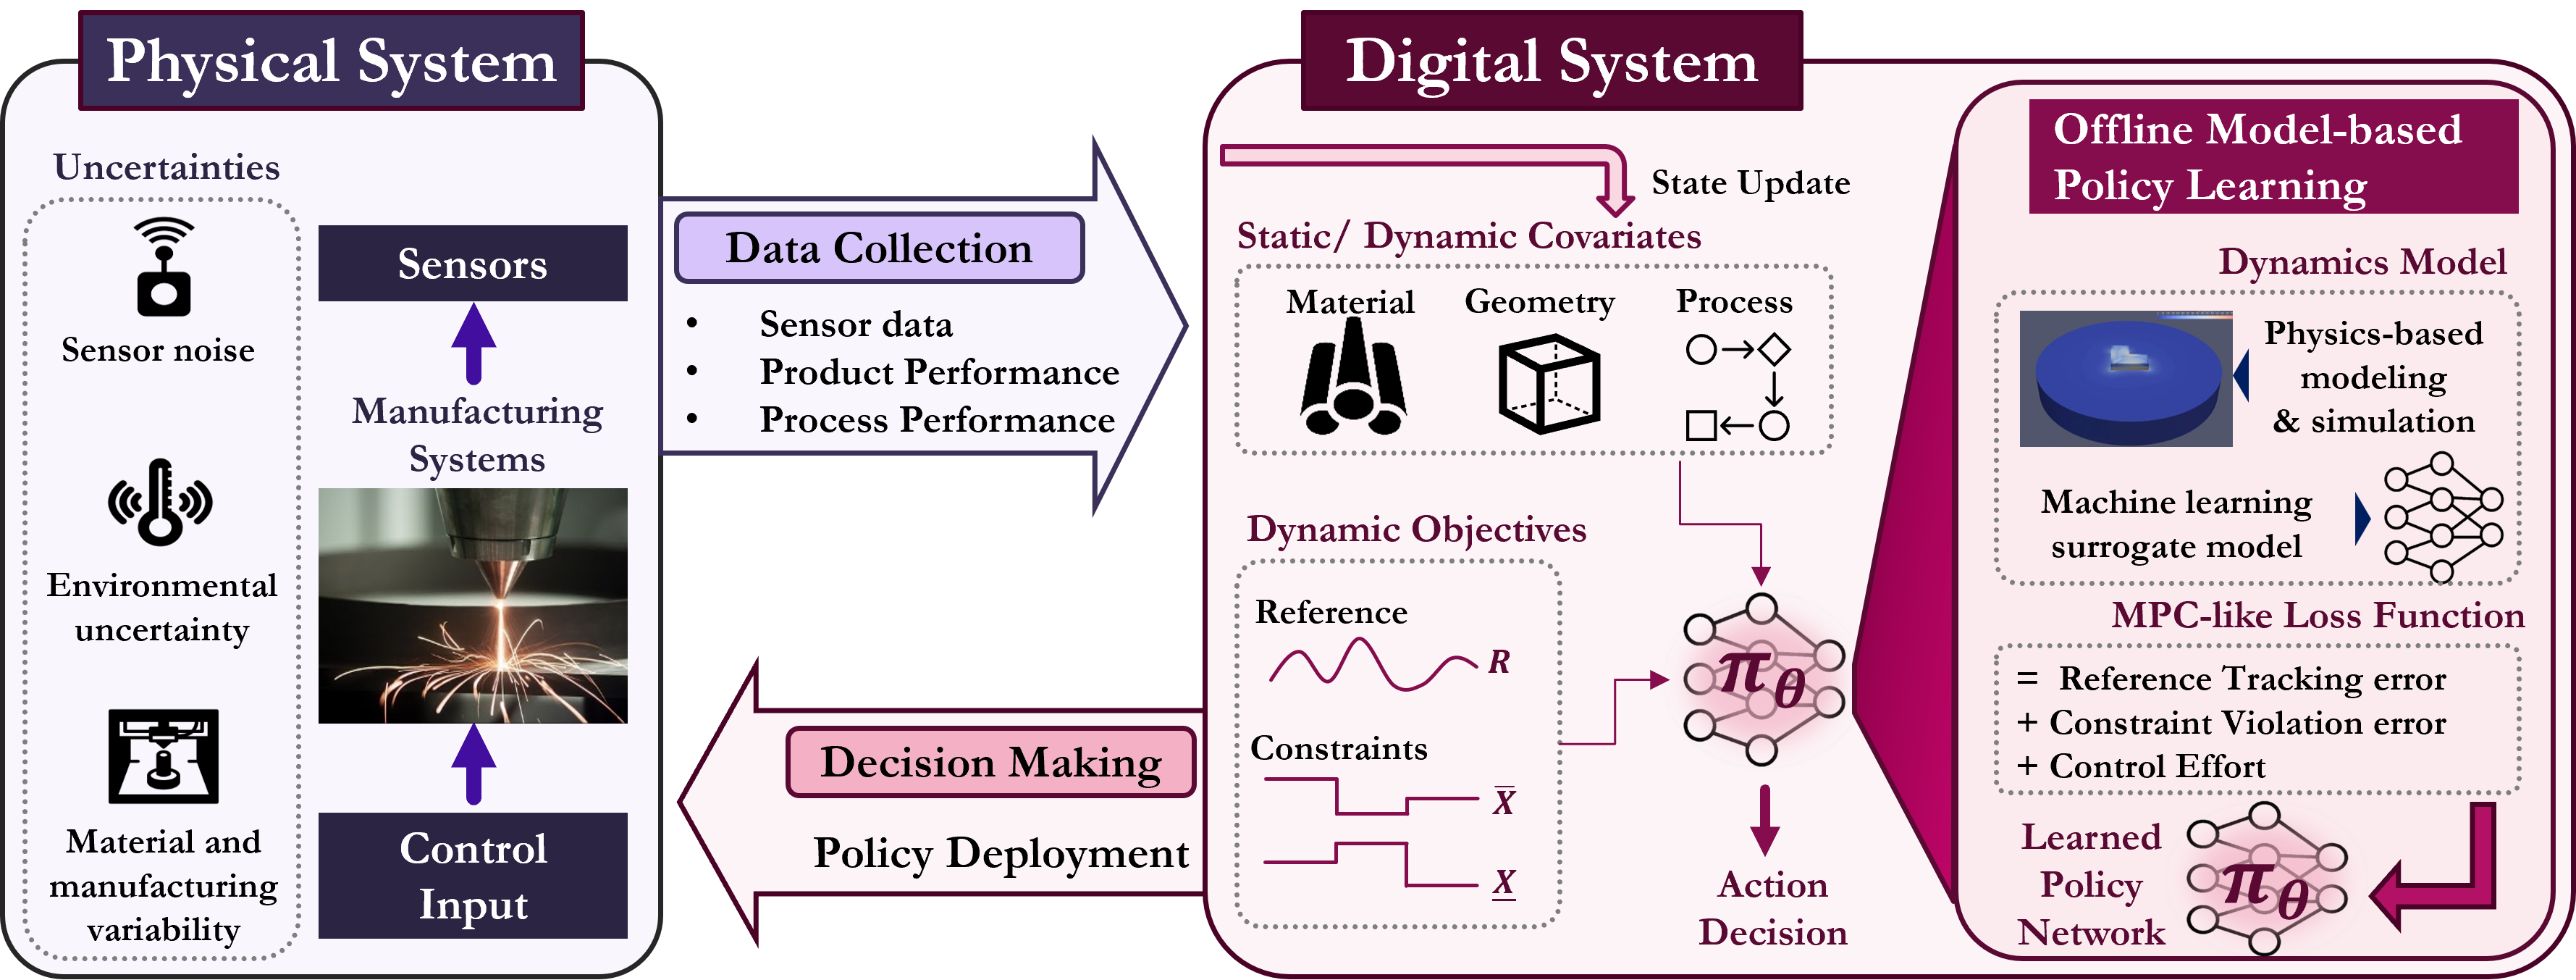 Physical System
Uncertainties
Sensor noise
Environmental
uncertainty
Material and
manufacturing
variability
Sensors
Manufacturing
Systems
Control
Input
Data Collection
• Sensor data
• Product Performance
• Process Performance
Decision Making
Policy Deployment
Digital System
State Update
Static/ Dynamic Covariates
Material
Geometry
Process
Dynamic Objectives
Reference
R
Constraints
X̅
X̲
πθ
Action
Decision
Offline Model-based
Policy Learning
Dynamics Model
Physics-based
modeling
& simulation
Machine learning
surrogate model
MPC-like Loss Function
= Reference Tracking error
+ Constraint Violation error
+ Control Effort
Learned
Policy
Network
πθ